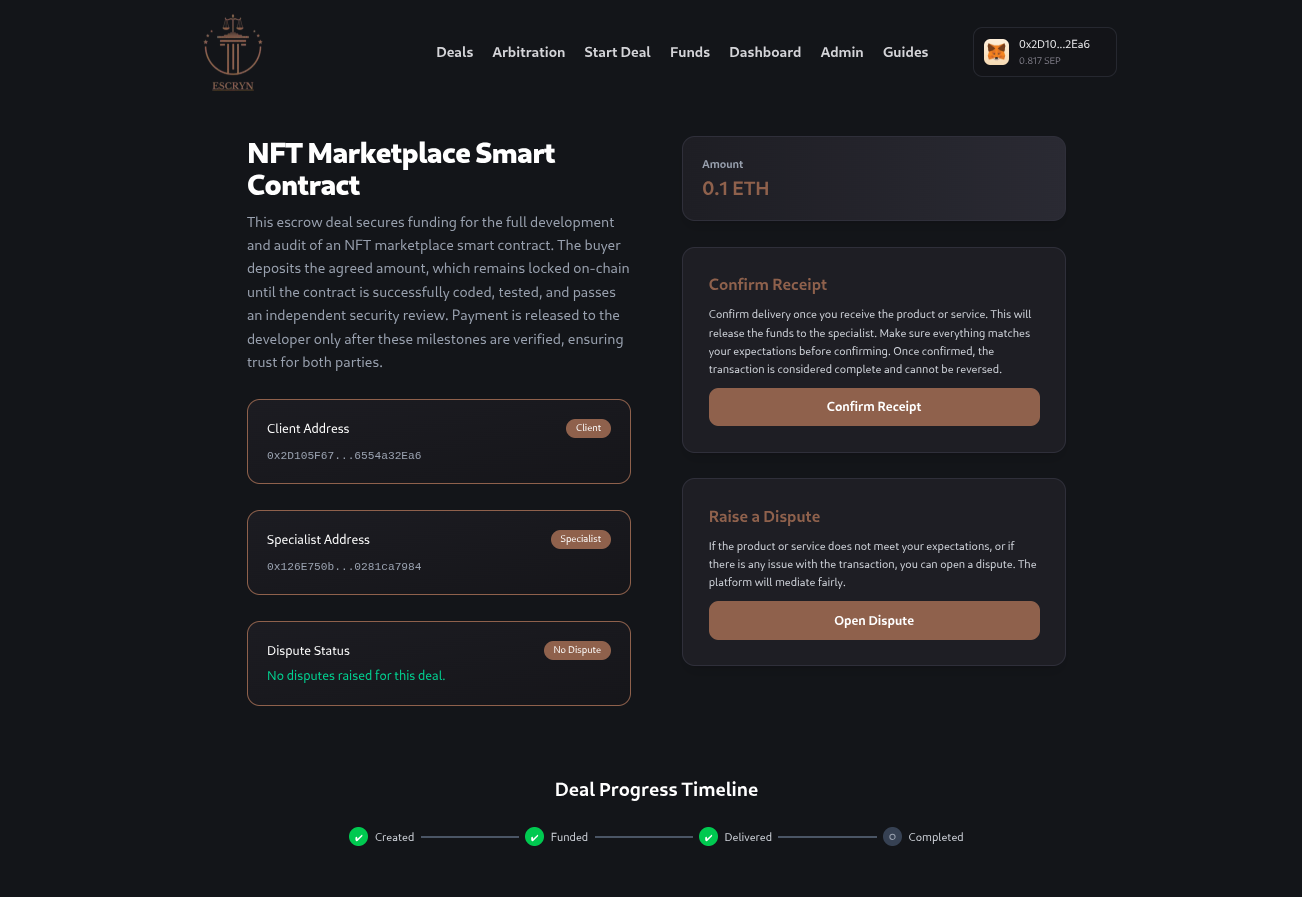 ESCRYN
Deals
Arbitration
Start Deal
Funds
Dashboard
Admin
Guides
0x2D10...2Ea6
0.817 SEP
NFT Marketplace Smart
Contract
This escrow deal secures funding for the full development
and audit of an NFT marketplace smart contract. The buyer
deposits the agreed amount, which remains locked on-chain
until the contract is successfully coded, tested, and passes
an independent security review. Payment is released to the
developer only after these milestones are verified, ensuring
trust for both parties.
Client Address
Client
0x2D105F67...6554a32Ea6
Specialist Address
Specialist
0x126E750b...0281ca7984
Dispute Status
No Dispute
No disputes raised for this deal.
Amount
0.1 ETH
Confirm Receipt
Confirm delivery once you receive the product or service. This will
release the funds to the specialist. Make sure everything matches
your expectations before confirming. Once confirmed, the
transaction is considered complete and cannot be reversed.
Confirm Receipt
Raise a Dispute
If the product or service does not meet your expectations, or if
there is any issue with the transaction, you can open a dispute. The
platform will mediate fairly.
Open Dispute
Deal Progress Timeline
Created
Funded
Delivered
Completed